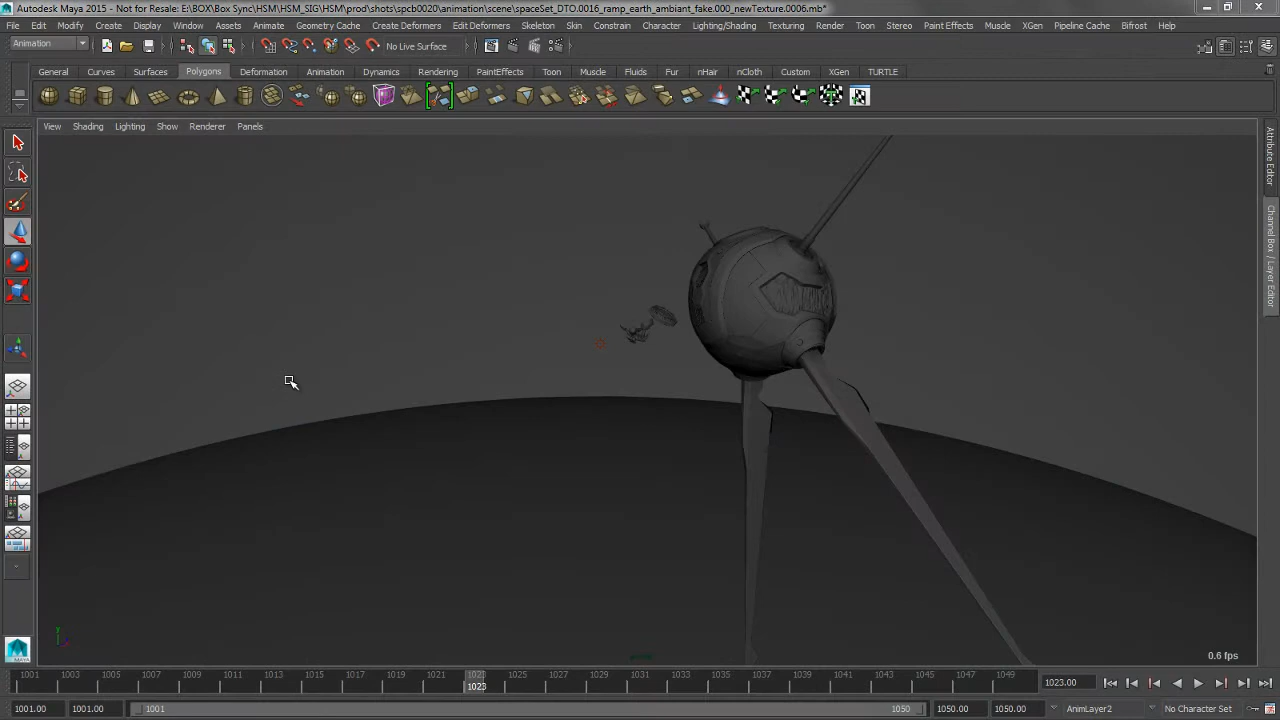 Autodesk Maya 2015 - Not for Resale: E:\BOX\Box Sync\HSM\HSM_SIG\HSM\prod\shots\spcb0020\animation\scene\spaceSet_DTO.0016_ramp_earth_ambiant_fake.000_newTexture.0006.mb*
File Edit Modify Create Display Window Assets Animate Geometry Cache Create Deformers Edit Deformers Skeleton Skin Constrain Character Lighting/Shading Texturing Render Toon Stereo Paint Effects Muscle XGen Pipeline Cache Bifrost Help
Animation No Live Surface
General Curves Surfaces Polygons Deformation Animation Dynamics Rendering PaintEffects Toon Muscle Fluids Fur nHair nCloth Custom XGen TURTLE
View Shading Lighting Show Renderer Panels
Attribute Editor
Channel Box / Layer Editor
y
0.6 fps
MAYA
1001 1003 1005 1007 1009 1011 1013 1015 1017 1019 1021 1023 1025 1027 1029 1031 1033 1035 1037 1039 1041 1043 1045 1047 1049
1023 1023.00
1001.00 1001.00 1001 1050 1050.00 1050.00 AnimLayer2 No Character Set